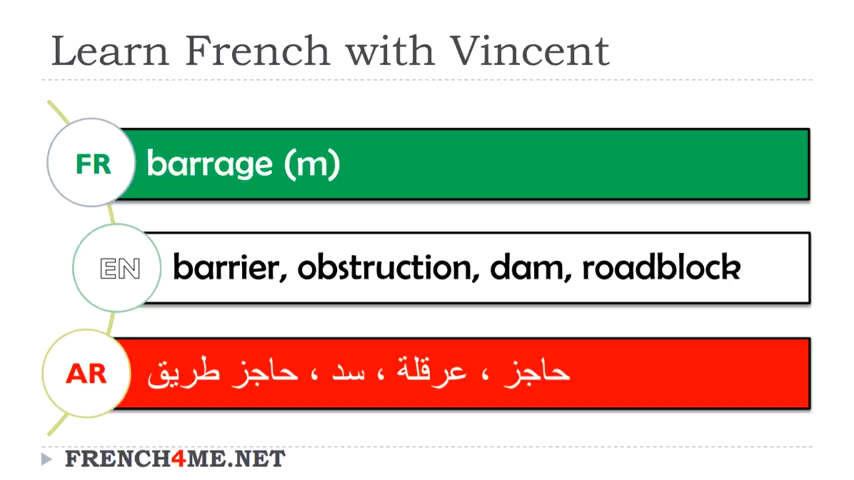 Learn French with Vincent
FR
barrage (m)
EN
barrier, obstruction, dam, roadblock
AR
حاجز ، عرقلة ، سد ، حاجز طريق
FRENCH4ME.NET